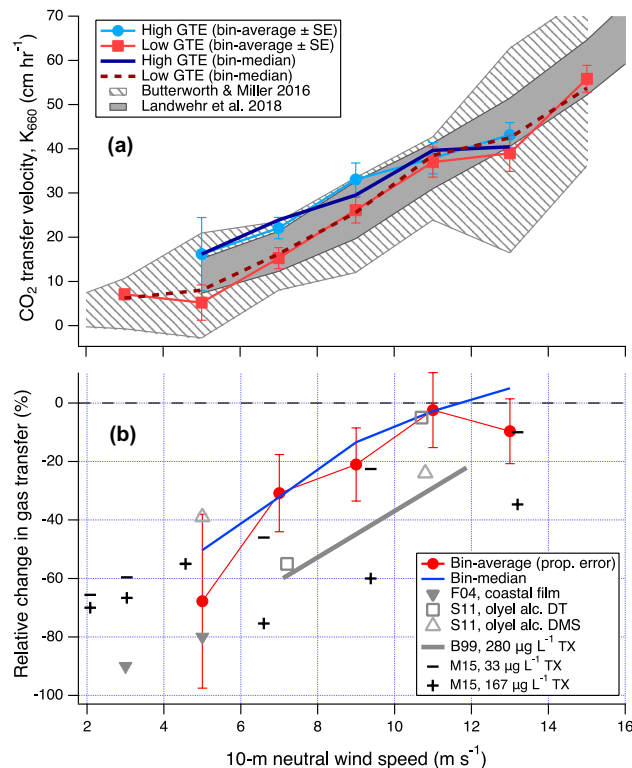 70
60
50
40
30
20
10
0
CO2 transfer velocity, K660 (cm hr-1)
High GTE (bin-average ± SE)
Low GTE (bin-average ± SE)
High GTE (bin-median)
Low GTE (bin-median)
Butterworth & Miller 2016
Landwehr et al. 2018
(a)
(b)
0
-20
-40
-60
-80
-100
Relative change in gas transfer (%)
Bin-average (prop. error)
Bin-median
F04, coastal film
S11, olyel alc. DT
S11, olyel alc. DMS
B99, 280 µg L-1 TX
M15, 33 µg L-1 TX
M15, 167 µg L-1 TX
2 4 6 8 10 12 14 16
10-m neutral wind speed (m s-1)